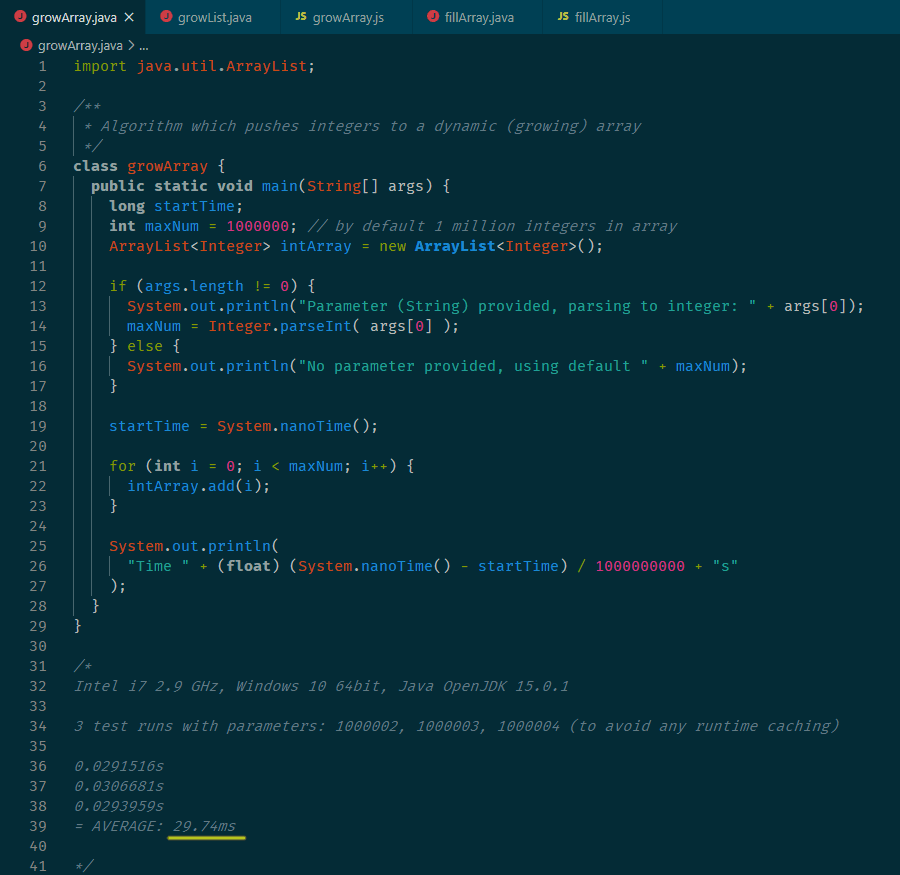 growArray.java × growList.java JS growArray.js fillArray.java JS fillArray.js
growArray.java > ...
1 import java.util.ArrayList;
2
3 /**
4 * Algorithm which pushes integers to a dynamic (growing) array
5 */
6 class growArray {
7 public static void main(String[] args) {
8 long startTime;
9 int maxNum = 1000000; // by default 1 million integers in array
10 ArrayList<Integer> intArray = new ArrayList<Integer>();
11
12 if (args.length != 0) {
13 System.out.println("Parameter (String) provided, parsing to integer: " + args[0]);
14 maxNum = Integer.parseInt( args[0] );
15 } else {
16 System.out.println("No parameter provided, using default " + maxNum);
17 }
18
19 startTime = System.nanoTime();
20
21 for (int i = 0; i < maxNum; i++) {
22 intArray.add(i);
23 }
24
25 System.out.println(
26 "Time " + (float) (System.nanoTime() - startTime) / 1000000000 + "s"
27 );
28 }
29 }
30
31 /*
32 Intel i7 2.9 GHz, Windows 10 64bit, Java OpenJDK 15.0.1
33
34 3 test runs with parameters: 1000002, 1000003, 1000004 (to avoid any runtime caching)
35
36 0.0291516s
37 0.0306681s
38 0.0293959s
39 = AVERAGE: 29.74ms
40
41 */